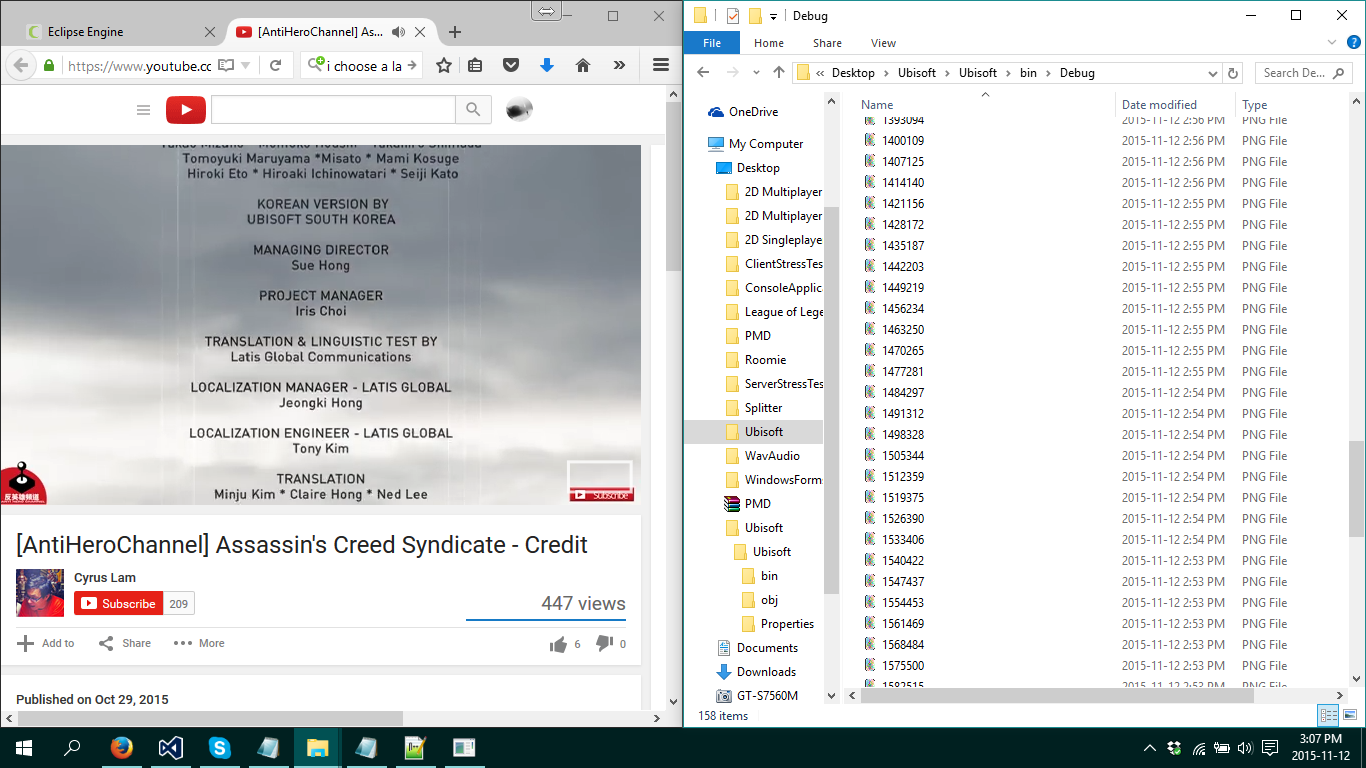 Eclipse Engine
[AntiHeroChannel] As...
https://www.youtube.co
i choose a la
Tomoyuki Maruyama *Misato * Mami Kosuge
Hiroki Eto * Hiroaki Ichinowatari * Seiji Kato
KOREAN VERSION BY
UBISOFT SOUTH KOREA
MANAGING DIRECTOR
Sue Hong
PROJECT MANAGER
Iris Choi
TRANSLATION & LINGUISTIC TEST BY
Latis Global Communications
LOCALIZATION MANAGER - LATIS GLOBAL
Jeongki Hong
LOCALIZATION ENGINEER - LATIS GLOBAL
Tony Kim
TRANSLATION
Minju Kim * Claire Hong * Ned Lee
反英雄頻道
Subscribe
[AntiHeroChannel] Assassin's Creed Syndicate - Credit
Cyrus Lam
Subscribe 209
447 views
Add to Share More 6 0
Published on Oct 29, 2015
Debug
File Home Share View
« Desktop Ubisoft Ubisoft bin Debug
Search De...
OneDrive
My Computer
Desktop
2D Multiplayer
2D Multiplayer
2D Singleplaye
ClientStressTes
ConsoleApplic
League of Lege
PMD
Roomie
ServerStressTes
Splitter
Ubisoft
WavAudio
WindowsForm
PMD
Ubisoft
Ubisoft
bin
obj
Properties
Documents
Downloads
GT-S7560M
Name Date modified Type
1393094 2015-11-12 2:56 PM PNG File
1400109 2015-11-12 2:56 PM PNG File
1407125 2015-11-12 2:56 PM PNG File
1414140 2015-11-12 2:56 PM PNG File
1421156 2015-11-12 2:55 PM PNG File
1428172 2015-11-12 2:55 PM PNG File
1435187 2015-11-12 2:55 PM PNG File
1442203 2015-11-12 2:55 PM PNG File
1449219 2015-11-12 2:55 PM PNG File
1456234 2015-11-12 2:55 PM PNG File
1463250 2015-11-12 2:55 PM PNG File
1470265 2015-11-12 2:55 PM PNG File
1477281 2015-11-12 2:55 PM PNG File
1484297 2015-11-12 2:54 PM PNG File
1491312 2015-11-12 2:54 PM PNG File
1498328 2015-11-12 2:54 PM PNG File
1505344 2015-11-12 2:54 PM PNG File
1512359 2015-11-12 2:54 PM PNG File
1519375 2015-11-12 2:54 PM PNG File
1526390 2015-11-12 2:54 PM PNG File
1533406 2015-11-12 2:54 PM PNG File
1540422 2015-11-12 2:53 PM PNG File
1547437 2015-11-12 2:53 PM PNG File
1554453 2015-11-12 2:53 PM PNG File
1561469 2015-11-12 2:53 PM PNG File
1568484 2015-11-12 2:53 PM PNG File
1575500 2015-11-12 2:53 PM PNG File
1582515 2015-11-12 2:53 PM PNG File
158 items
3:07 PM
2015-11-12